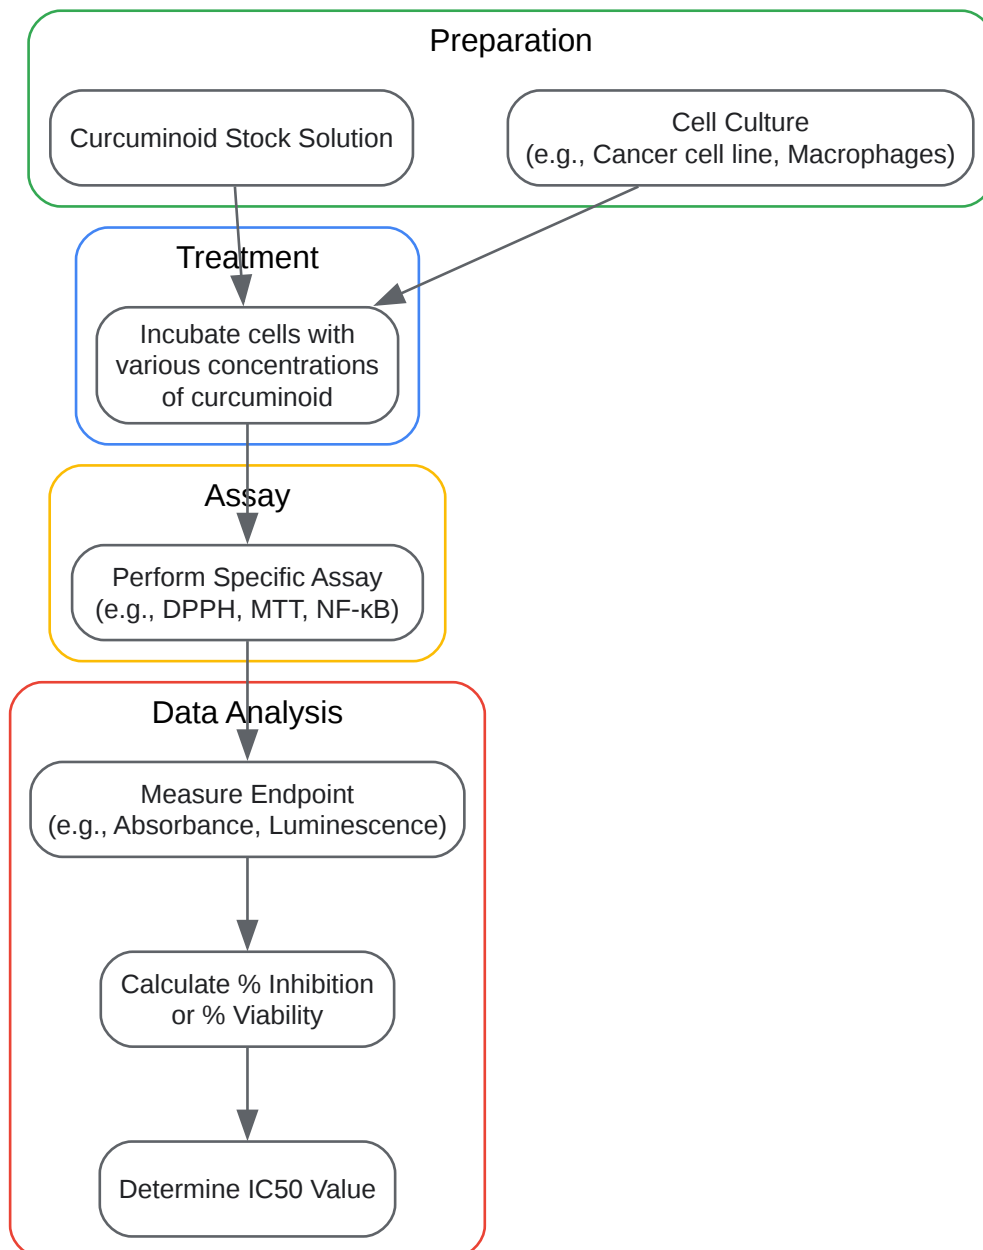 Preparation
Curcuminoid Stock Solution
Cell Culture
(e.g., Cancer cell line, Macrophages)
Treatment
Incubate cells with
various concentrations
of curcuminoid
Assay
Perform Specific Assay
(e.g., DPPH, MTT, NF-κB)
Data Analysis
Measure Endpoint
(e.g., Absorbance, Luminescence)
Calculate % Inhibition
or % Viability
Determine IC50 Value